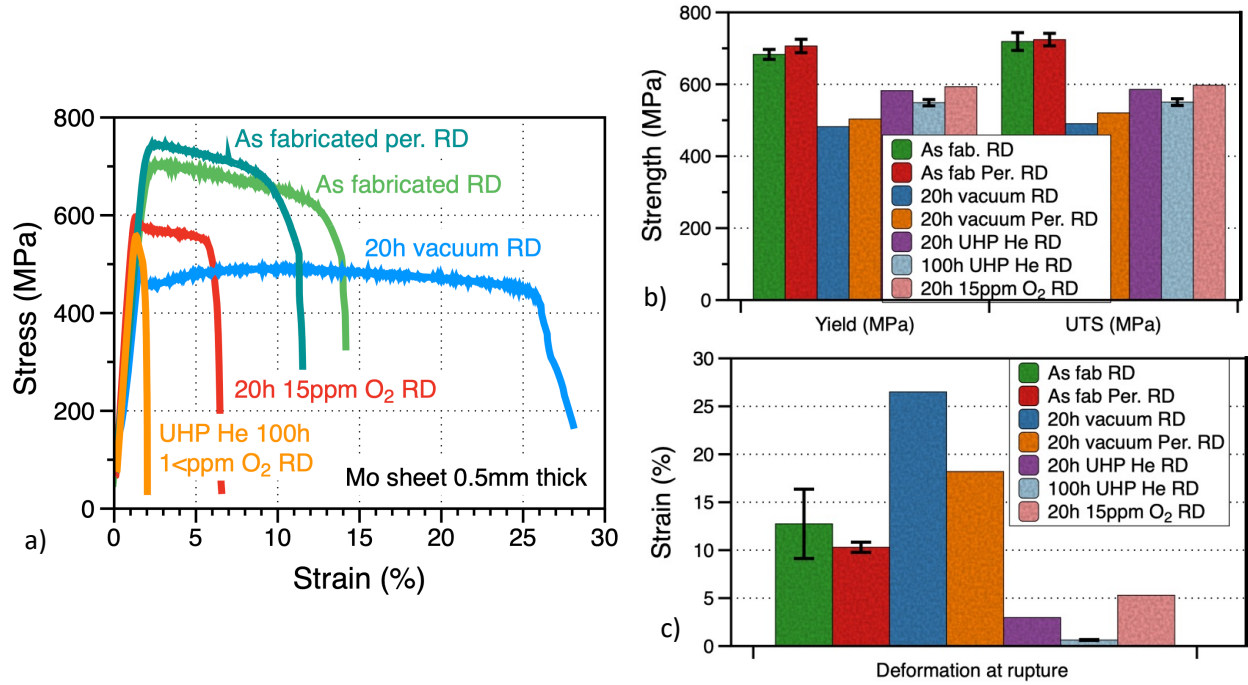 a)
800
600
400
200
0
Stress (MPa)
As fabricated per. RD
As fabricated RD
20h vacuum RD
20h 15ppm O₂ RD
UHP He 100h
1<ppm O₂ RD
Mo sheet 0.5mm thick
0 5 10 15 20 25 30
Strain (%)
b)
800
600
400
200
0
Strength (MPa)
As fab. RD
As fab Per. RD
20h vacuum RD
20h vacuum Per. RD
20h UHP He RD
100h UHP He RD
20h 15ppm O₂ RD
Yield (MPa) UTS (MPa)
c)
30
25
20
15
10
5
0
Strain (%)
As fab RD
As fab Per. RD
20h vacuum RD
20h vacuum Per. RD
20h UHP He RD
100h UHP He RD
20h 15ppm O₂ RD
Deformation at rupture